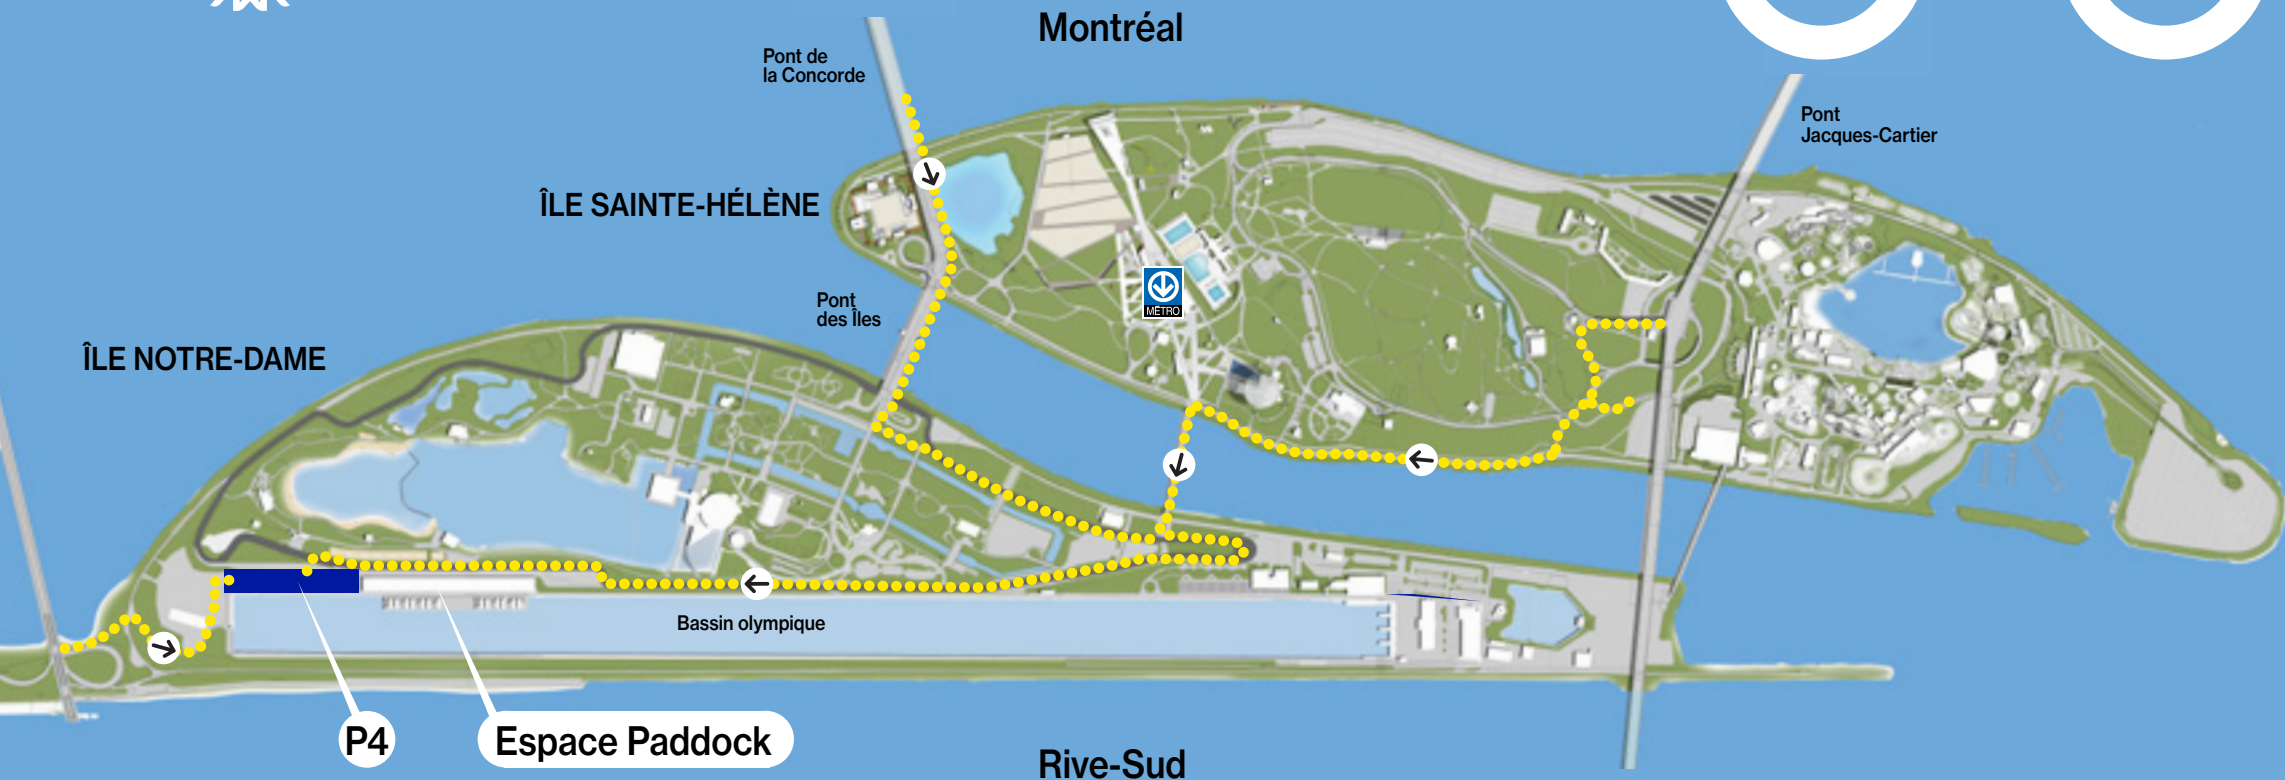 Montréal
Pont de
la Concorde
Pont
Jacques-Cartier
ÎLE SAINTE-HÉLÈNE
MÉTRO
Pont
des Îles
ÎLE NOTRE-DAME
Bassin olympique
P4
Espace Paddock
Rive-Sud